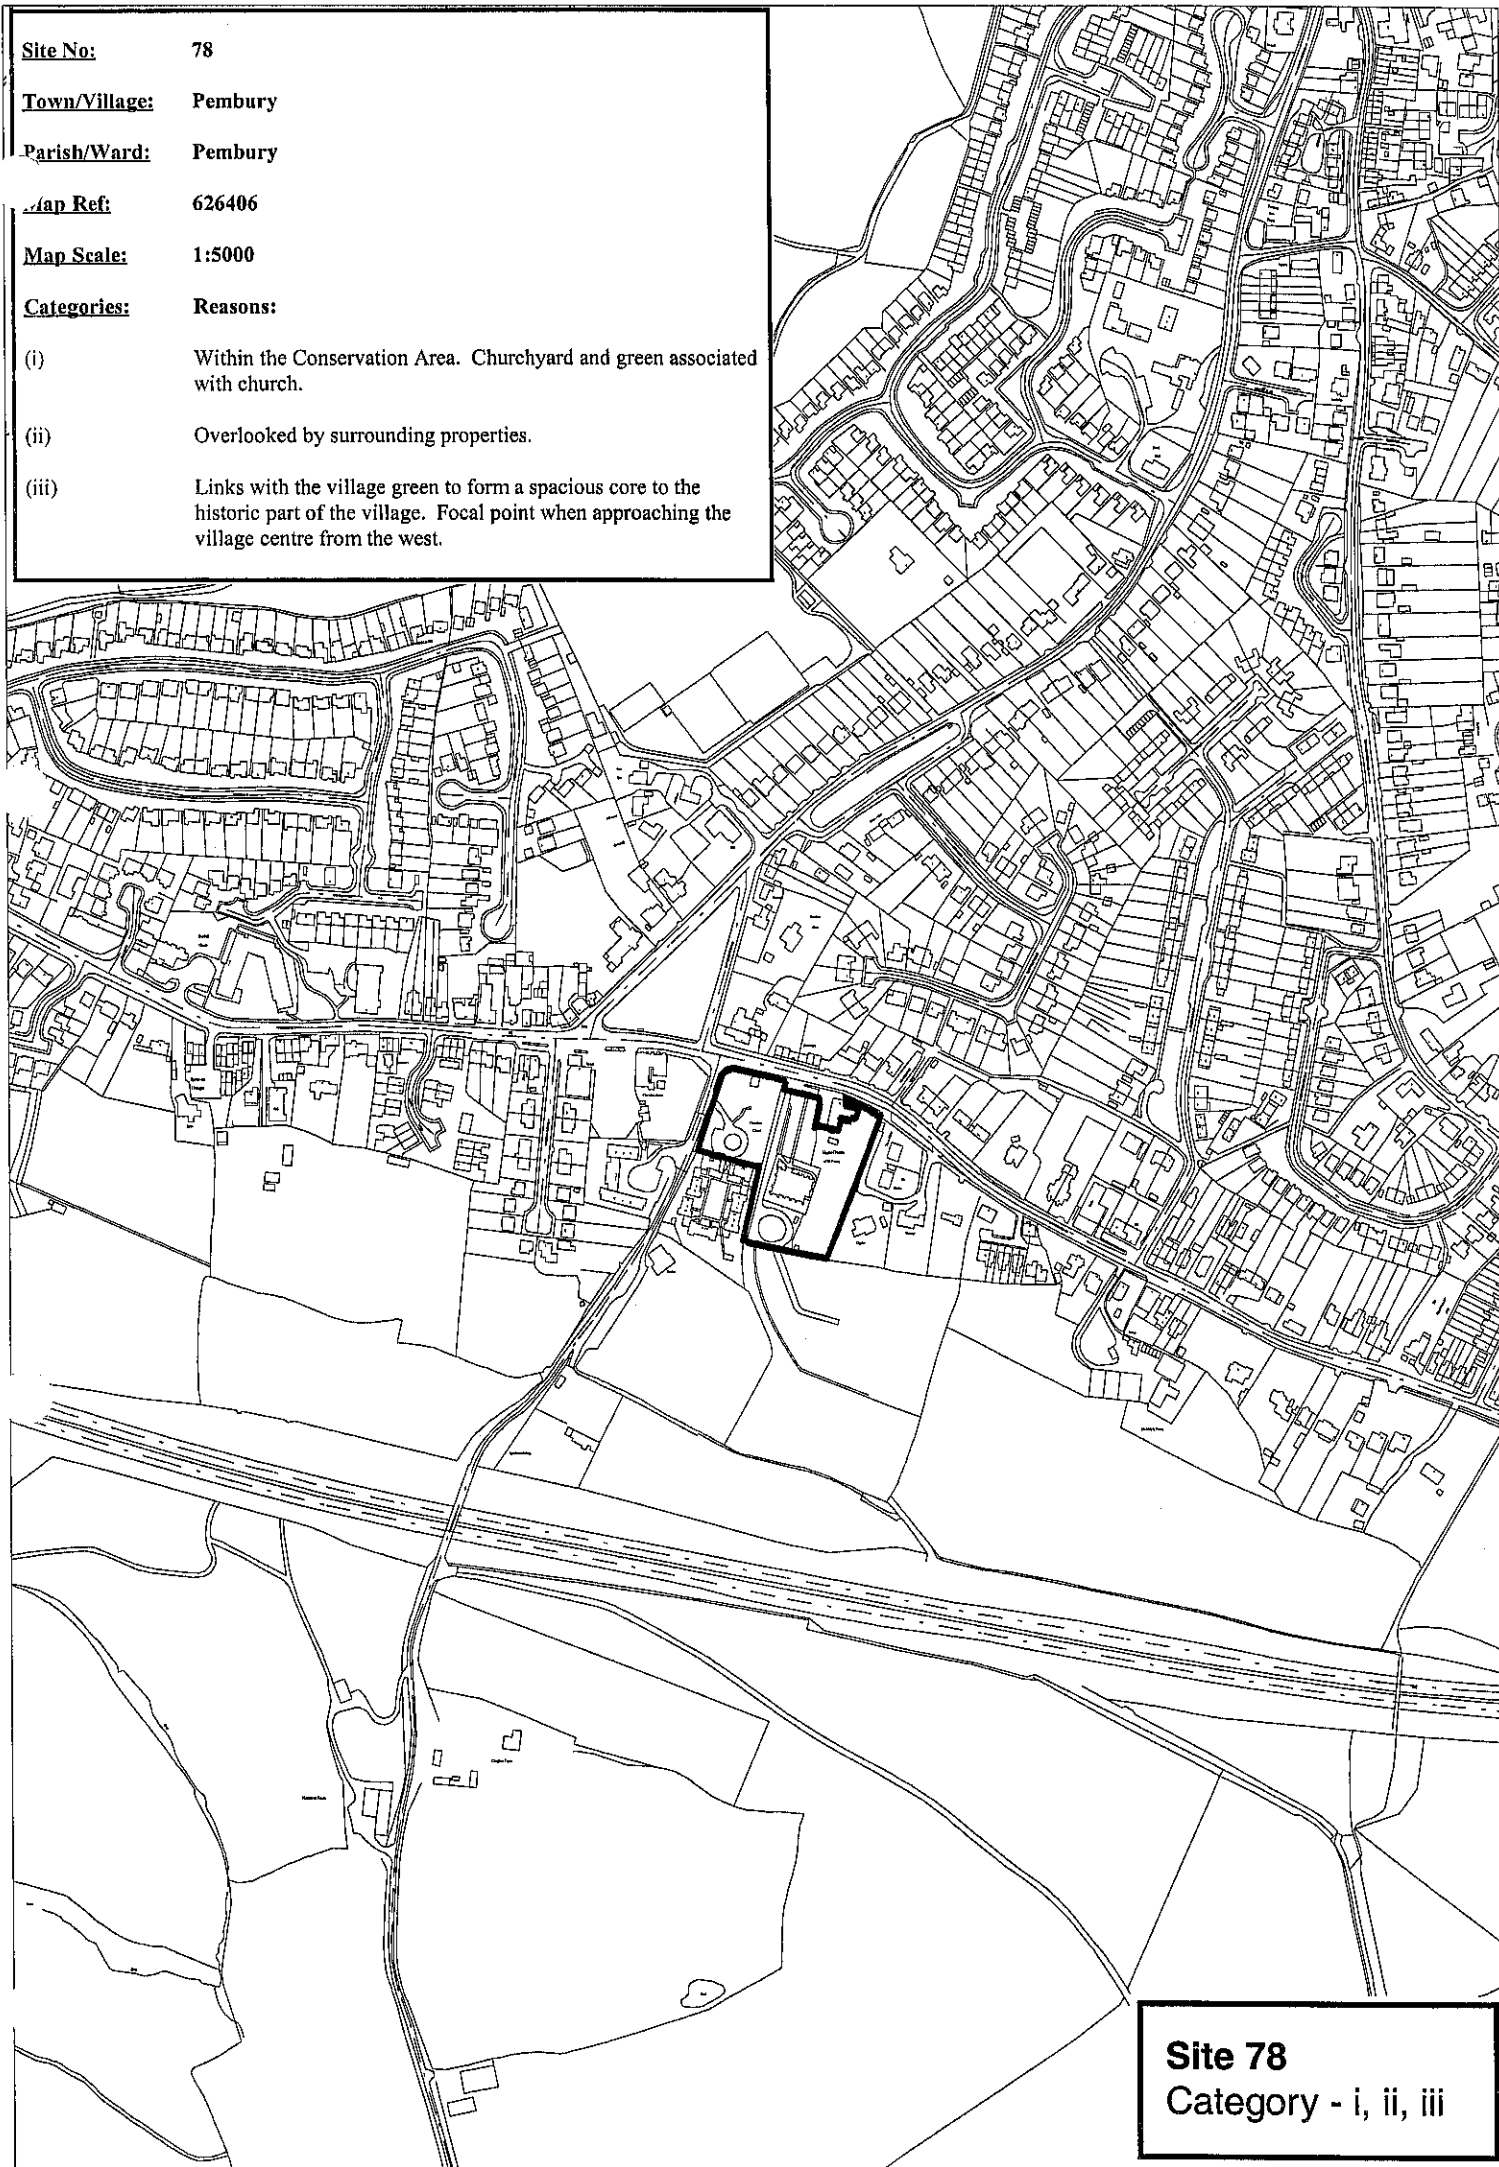 Site No: 78
Town/Village: Pembury
Parish/Ward: Pembury
Map Ref: 626406
Map Scale: 1:5000
Categories: Reasons:
(i) Within the Conservation Area. Churchyard and green associated
with church.
(ii) Overlooked by surrounding properties.
(iii) Links with the village green to form a spacious core to the
historic part of the village. Focal point when approaching the
village centre from the west.
Site 78
Category - i, ii, iii